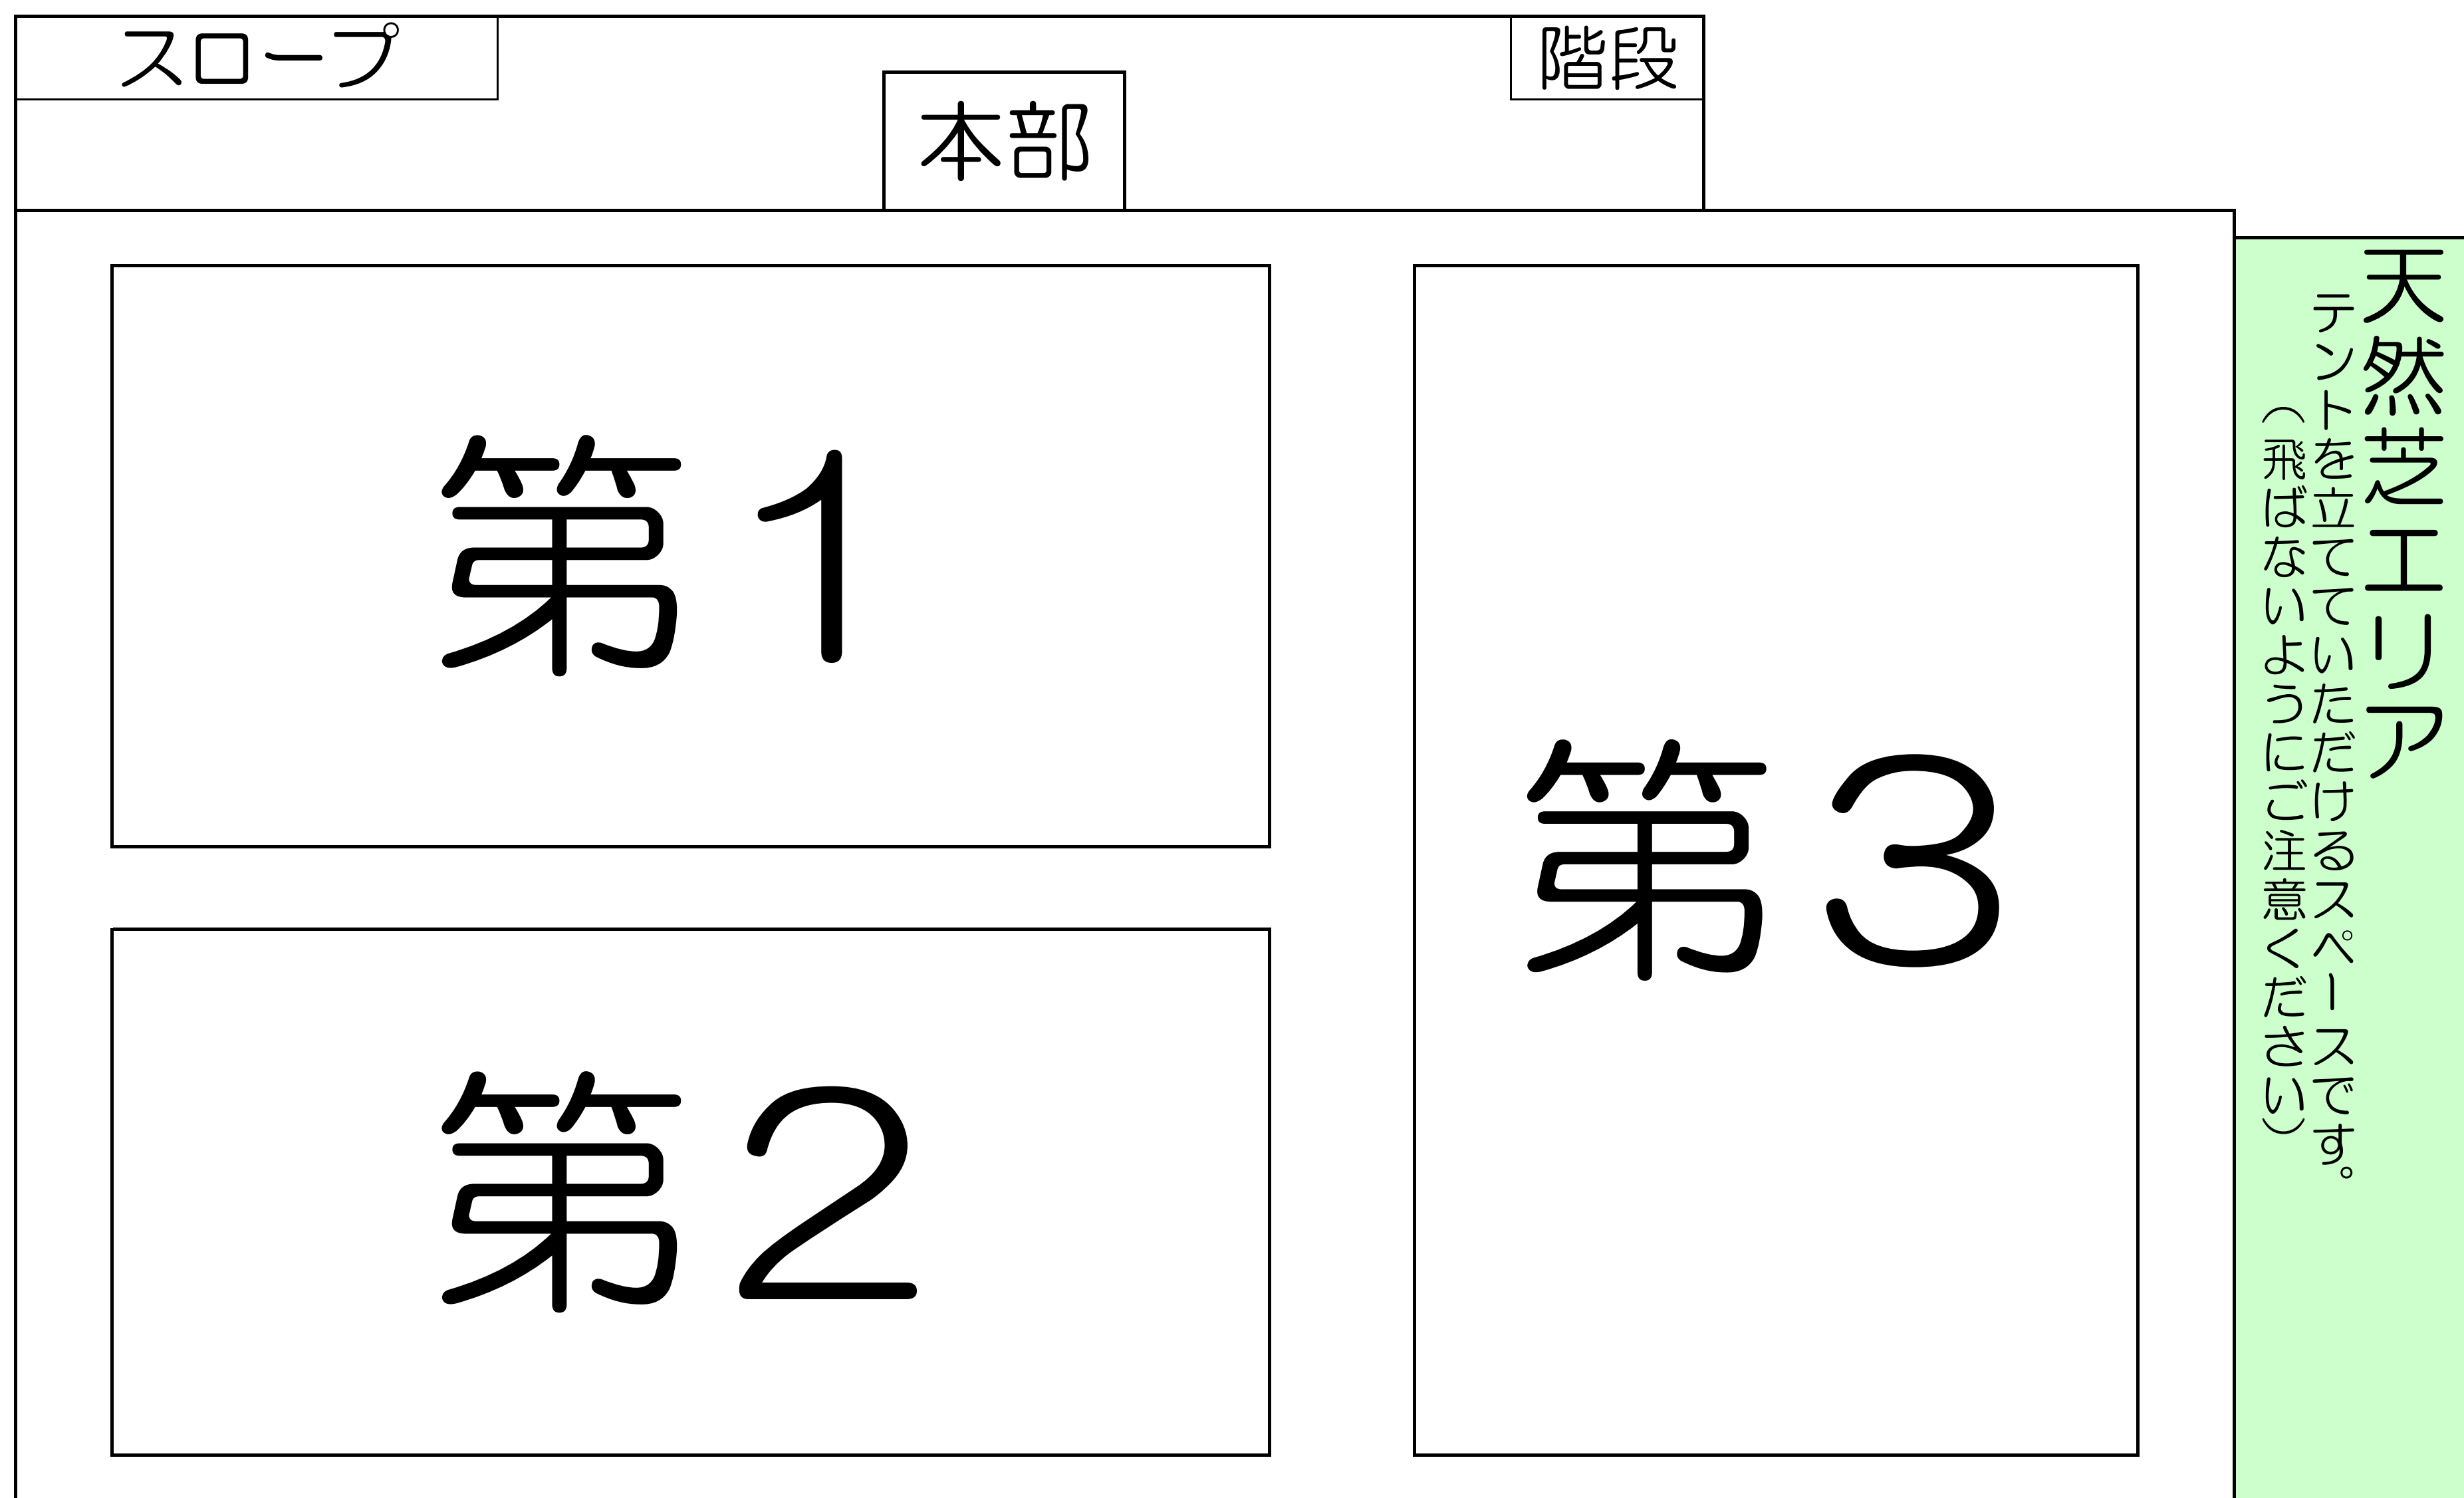 スロープ
階段
本部
第１
第２
第３
天然芝エリア
テントを立てていただけるスペースです。
（飛ばないようにご注意ください）